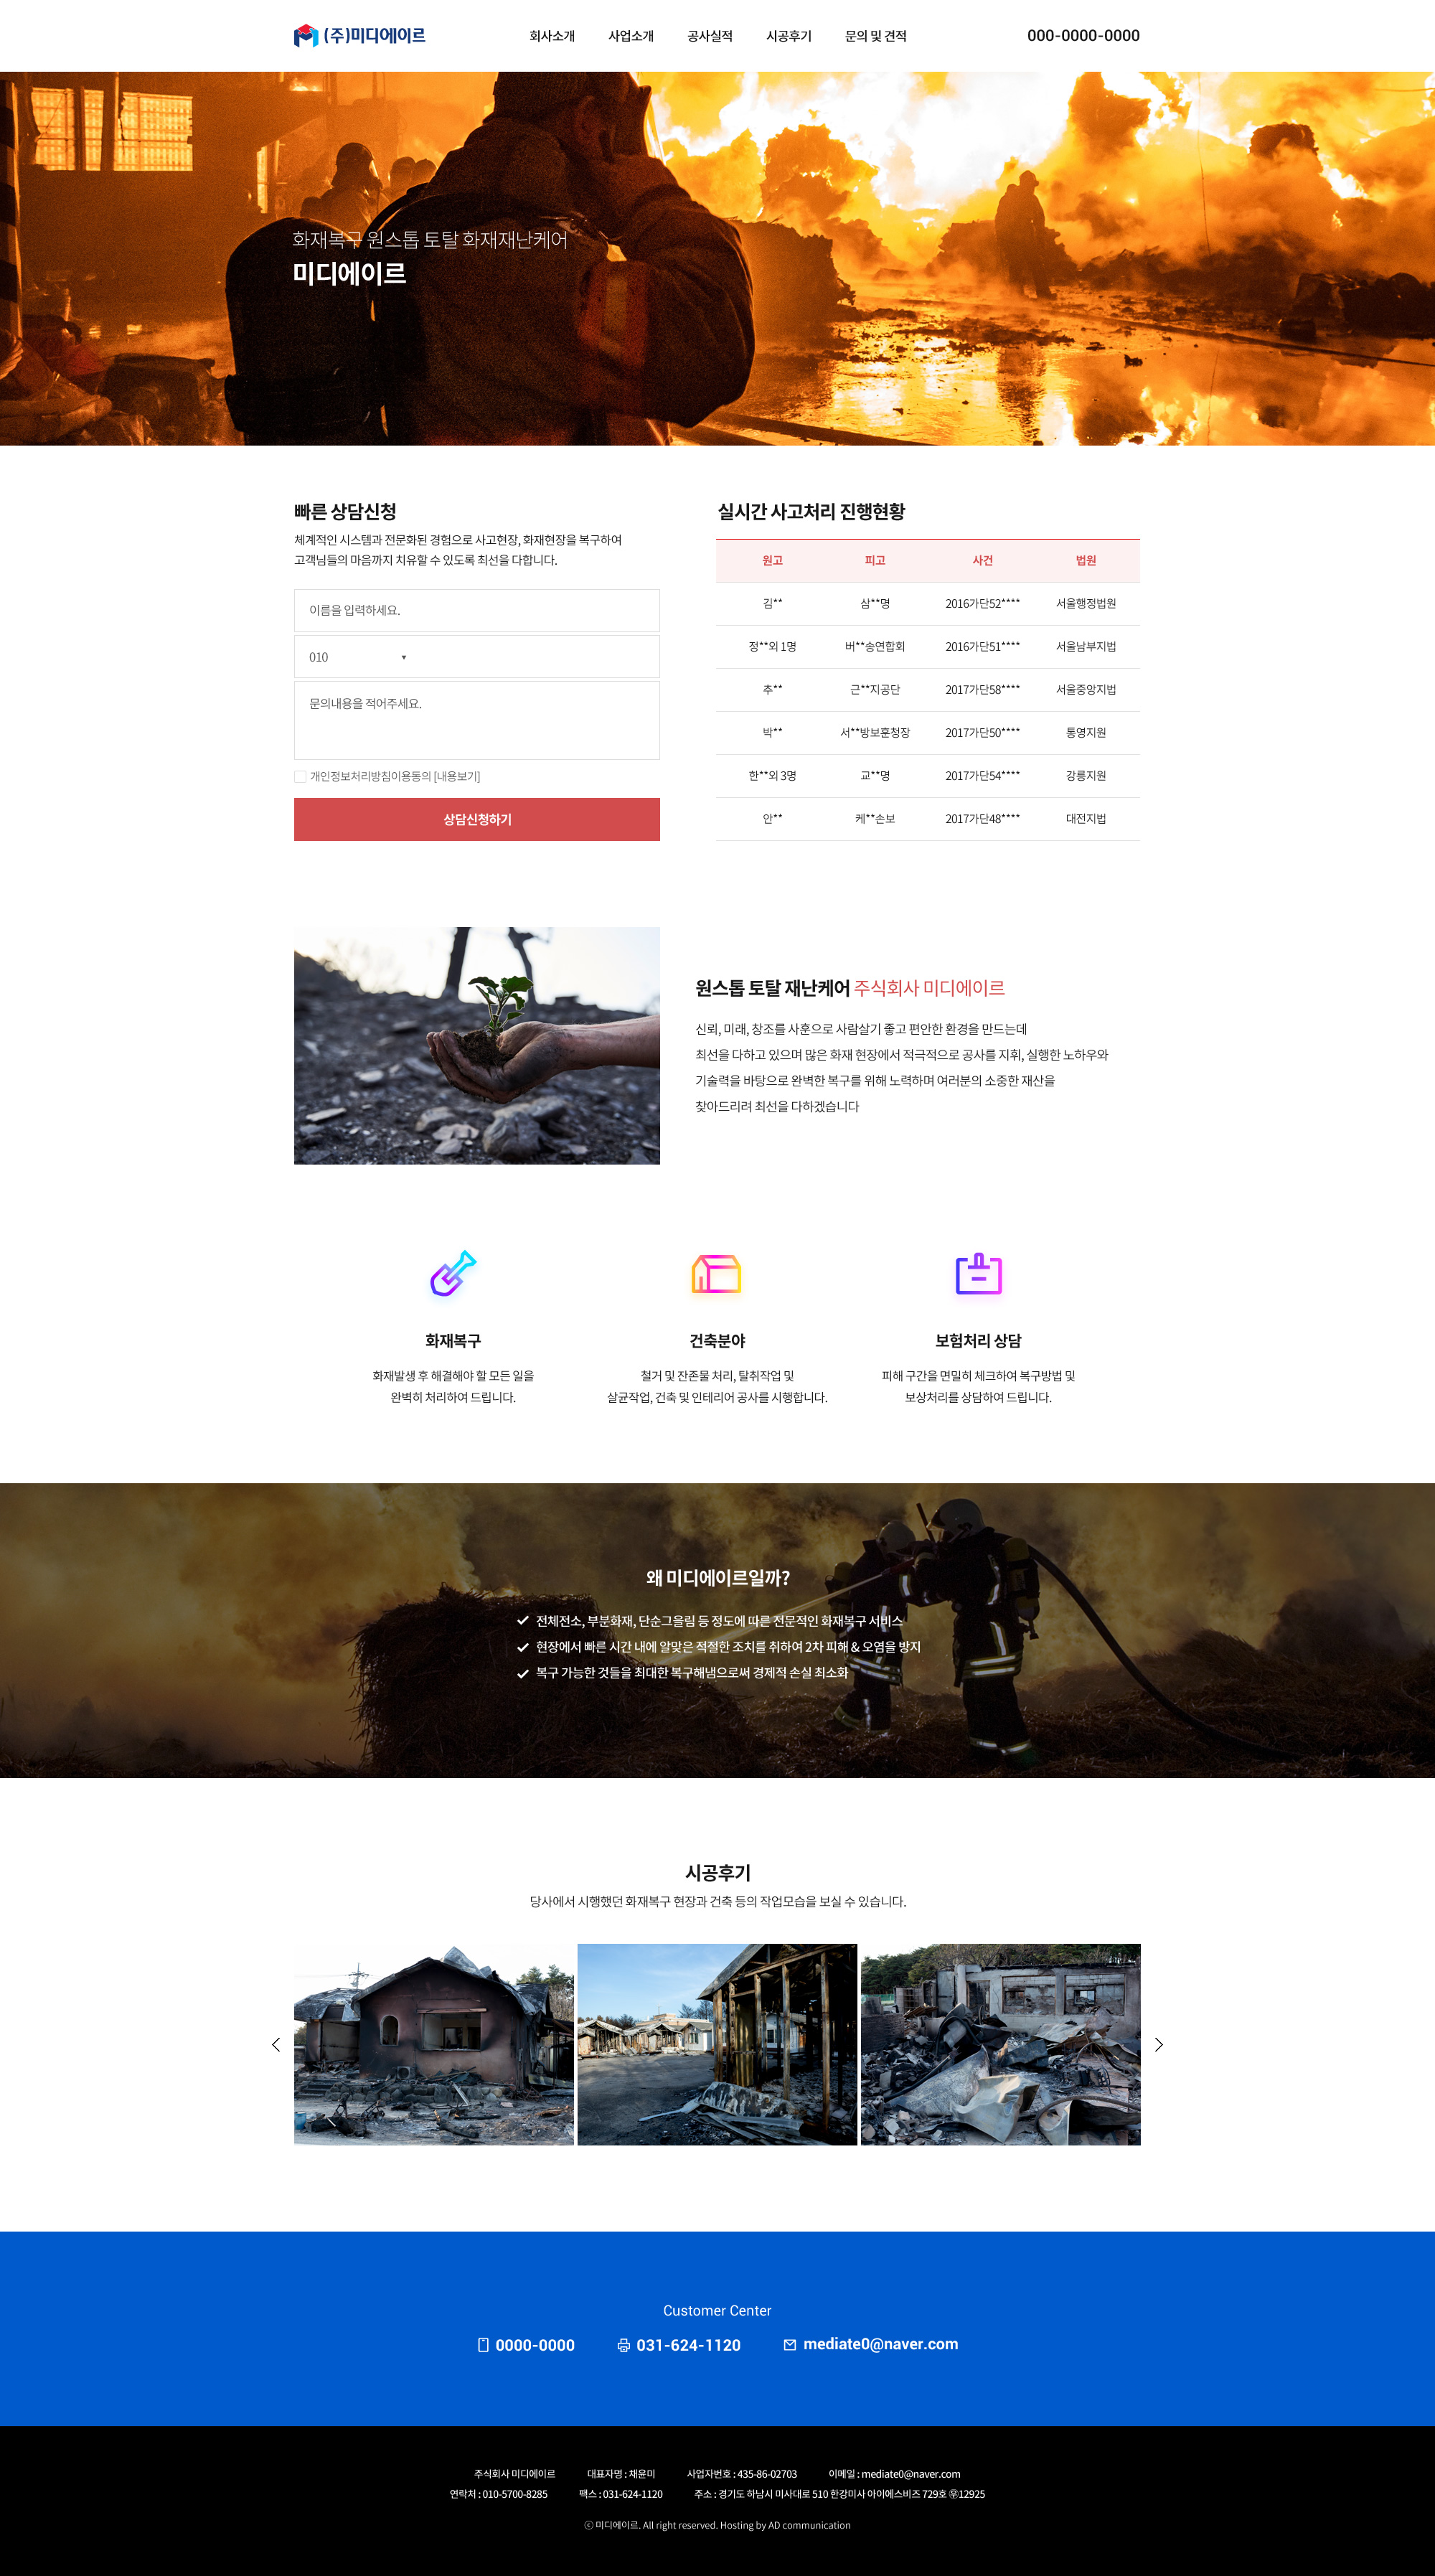 (주)미디에이르
회사소개 사업소개 공사실적 시공후기 문의 및 견적
000-0000-0000
화재복구 원스톱 토탈 화재재난케어
미디에이르
빠른 상담신청
체계적인 시스템과 전문화된 경험으로 사고현장, 화재현장을 복구하여
고객님들의 마음까지 치유할 수 있도록 최선을 다합니다.
이름을 입력하세요.
010
문의내용을 적어주세요.
개인정보처리방침이용동의 [내용보기]
상담신청하기
실시간 사고처리 진행현황
원고 피고 사건 법원
김** 삼**명 2016가단52**** 서울행정법원
정**외 1명 버**송연합회 2016가단51**** 서울남부지법
추** 근**지공단 2017가단58**** 서울중앙지법
박** 서**방보훈청장 2017가단50**** 통영지원
한**외 3명 교**명 2017가단54**** 강릉지원
안** 케**손보 2017가단48**** 대전지법
원스톱 토탈 재난케어 주식회사 미디에이르
신뢰, 미래, 창조를 사훈으로 사람살기 좋고 편안한 환경을 만드는데
최선을 다하고 있으며 많은 화재 현장에서 적극적으로 공사를 지휘, 실행한 노하우와
기술력을 바탕으로 완벽한 복구를 위해 노력하며 여러분의 소중한 재산을
찾아드리려 최선을 다하겠습니다
화재복구
화재발생 후 해결해야 할 모든 일을
완벽히 처리하여 드립니다.
건축분야
철거 및 잔존물 처리, 탈취작업 및
살균작업, 건축 및 인테리어 공사를 시행합니다.
보험처리 상담
피해 구간을 면밀히 체크하여 복구방법 및
보상처리를 상담하여 드립니다.
왜 미디에이르일까?
전체전소, 부분화재, 단순그을림 등 정도에 따른 전문적인 화재복구 서비스
현장에서 빠른 시간 내에 알맞은 적절한 조치를 취하여 2차 피해 & 오염을 방지
복구 가능한 것들을 최대한 복구해냄으로써 경제적 손실 최소화
시공후기
당사에서 시행했던 화재복구 현장과 건축 등의 작업모습을 보실 수 있습니다.
Customer Center
0000-0000 031-624-1120 mediate0@naver.com
주식회사 미디에이르 대표자명 : 채윤미 사업자번호 : 435-86-02703 이메일 : mediate0@naver.com
연락처 : 010-5700-8285 팩스 : 031-624-1120 주소 : 경기도 하남시 미사대로 510 한강미사 아이에스비즈 729호 ㉾12925
ⓒ 미디에이르. All right reserved. Hosting by AD communication